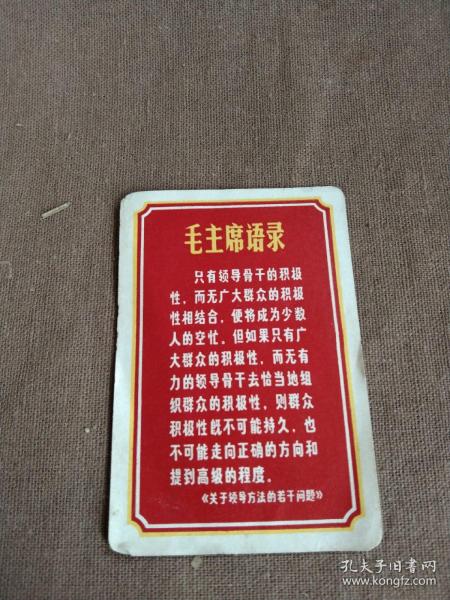 毛主席语录
只有领导骨干的积极
性，而无广大群众的积极
性相结合，便将成为少数
人的空忙。但如果只有广
大群众的积极性，而无有
力的领导骨干去恰当地组
织群众的积极性，则群众
积极性既不可能持久，也
不可能走向正确的方向和
提到高级的程度。
《关于领导方法的若干问题》
孔夫子旧书网
www.kongfz.com